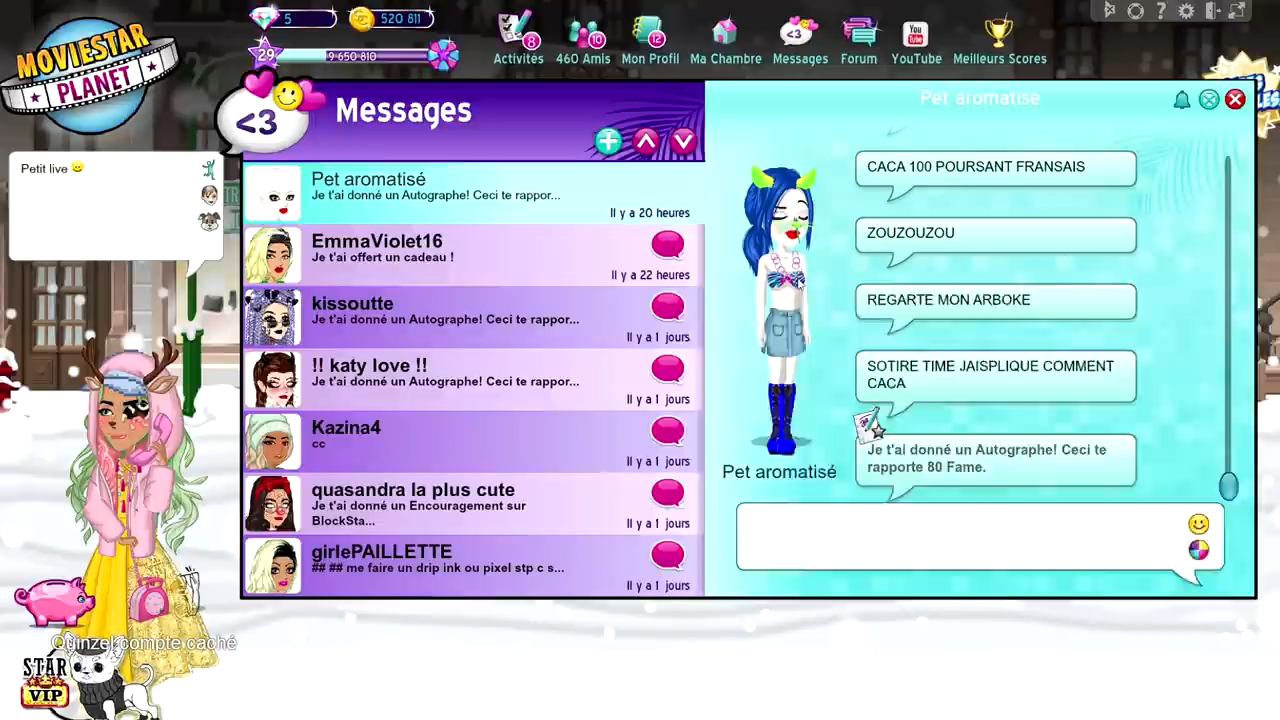 5
520 811
29
9 650 810
MOVIESTAR
PLANET
8
10
12
<3
You
Tube
Activités
460 Amis
Mon Profil
Ma Chambre
Messages
Forum
YouTube
Meilleurs Scores
<3
Messages
Petit live
Pet aromatisé
Je t'ai donné un Autographe! Ceci te rappor...
Il y a 20 heures
EmmaViolet16
Je t'ai offert un cadeau !
Il y a 22 heures
kissoutte
Je t'ai donné un Autographe! Ceci te rappor...
Il y a 1 jours
!! katy love !!
Je t'ai donné un Autographe! Ceci te rappor...
Il y a 1 jours
Kazina4
cc
Il y a 1 jours
quasandra la plus cute
Je t'ai donné un Encouragement sur
BlockSta...
Il y a 1 jours
girlePAILLETTE
## ## me faire un drip ink ou pixel stp c s...
Il y a 1 jours
Pet aromatisé
CACA 100 POURSANT FRANSAIS
ZOUZOUZOU
REGARTE MON ARBOKE
SOTIRE TIME JAISPLIQUE COMMENT
CACA
Je t'ai donné un Autographe! Ceci te
rapporte 80 Fame.
Pet aromatisé
Quinzel compte caché
STAR
VIP